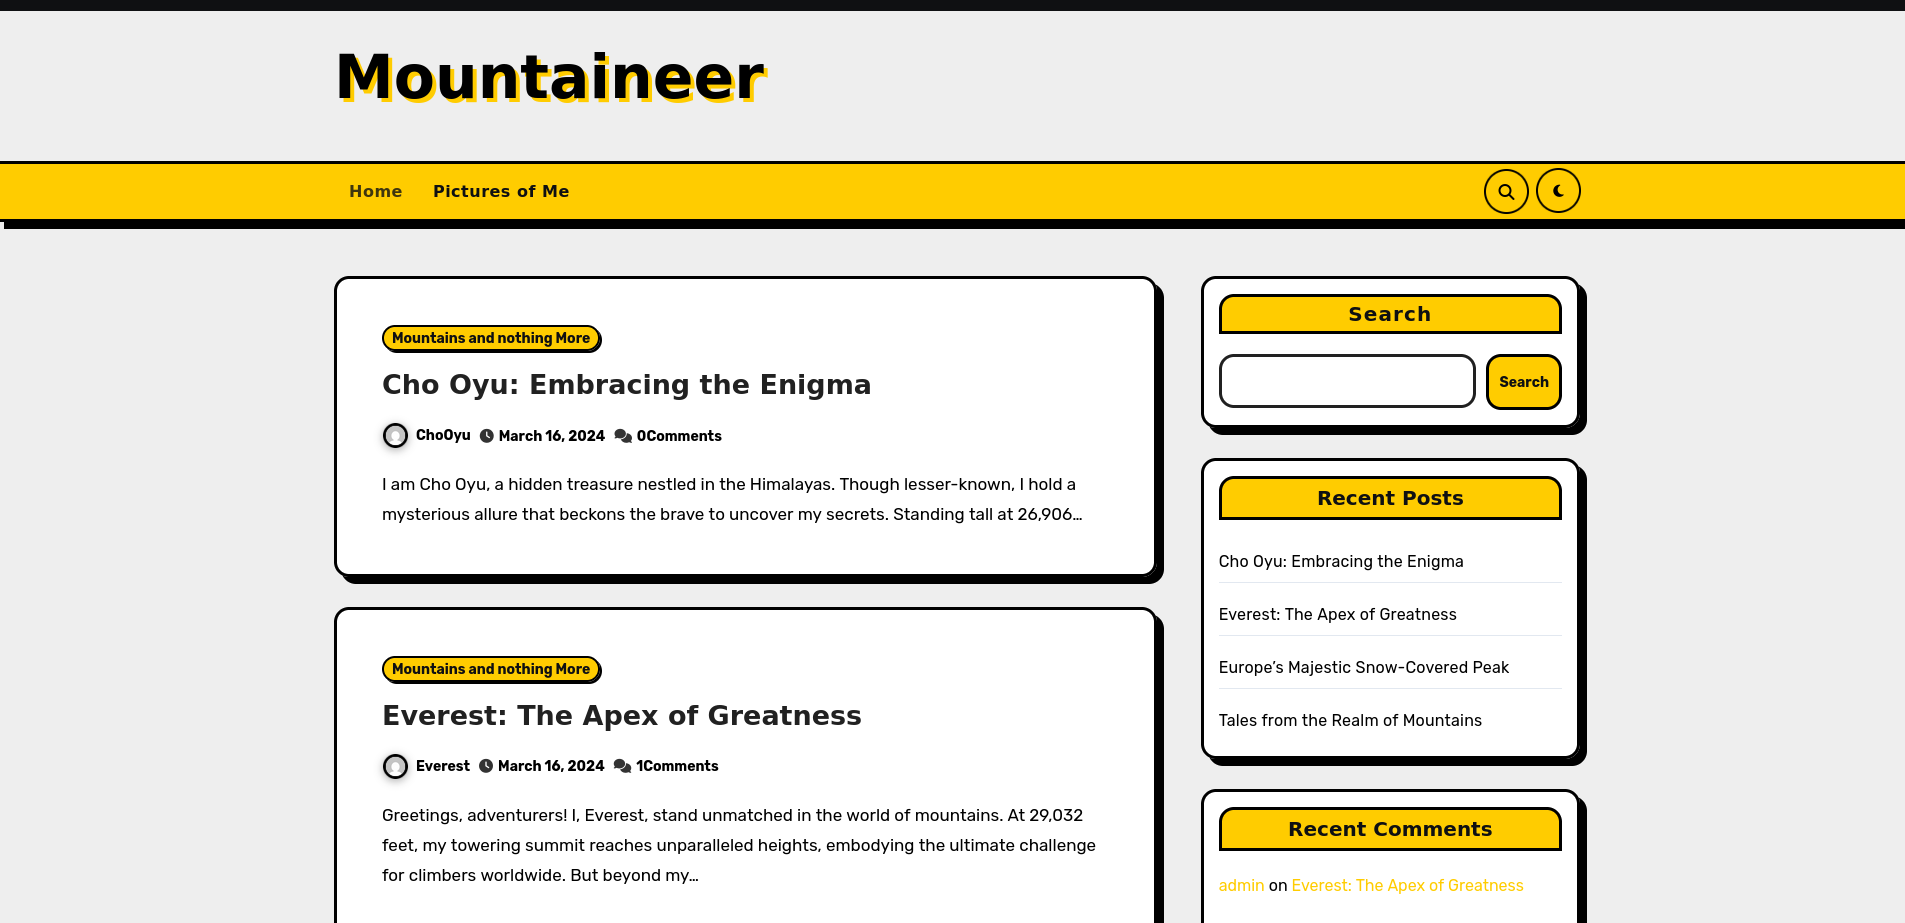 Mountaineer
Home
Pictures of Me
Mountains and nothing More
Cho Oyu: Embracing the Enigma
ChoOyu March 16, 2024 0Comments
I am Cho Oyu, a hidden treasure nestled in the Himalayas. Though lesser-known, I hold a
mysterious allure that beckons the brave to uncover my secrets. Standing tall at 26,906…
Mountains and nothing More
Everest: The Apex of Greatness
Everest March 16, 2024 1Comments
Greetings, adventurers! I, Everest, stand unmatched in the world of mountains. At 29,032
feet, my towering summit reaches unparalleled heights, embodying the ultimate challenge
for climbers worldwide. But beyond my…
Search
Search
Recent Posts
Cho Oyu: Embracing the Enigma
Everest: The Apex of Greatness
Europe’s Majestic Snow-Covered Peak
Tales from the Realm of Mountains
Recent Comments
admin on Everest: The Apex of Greatness